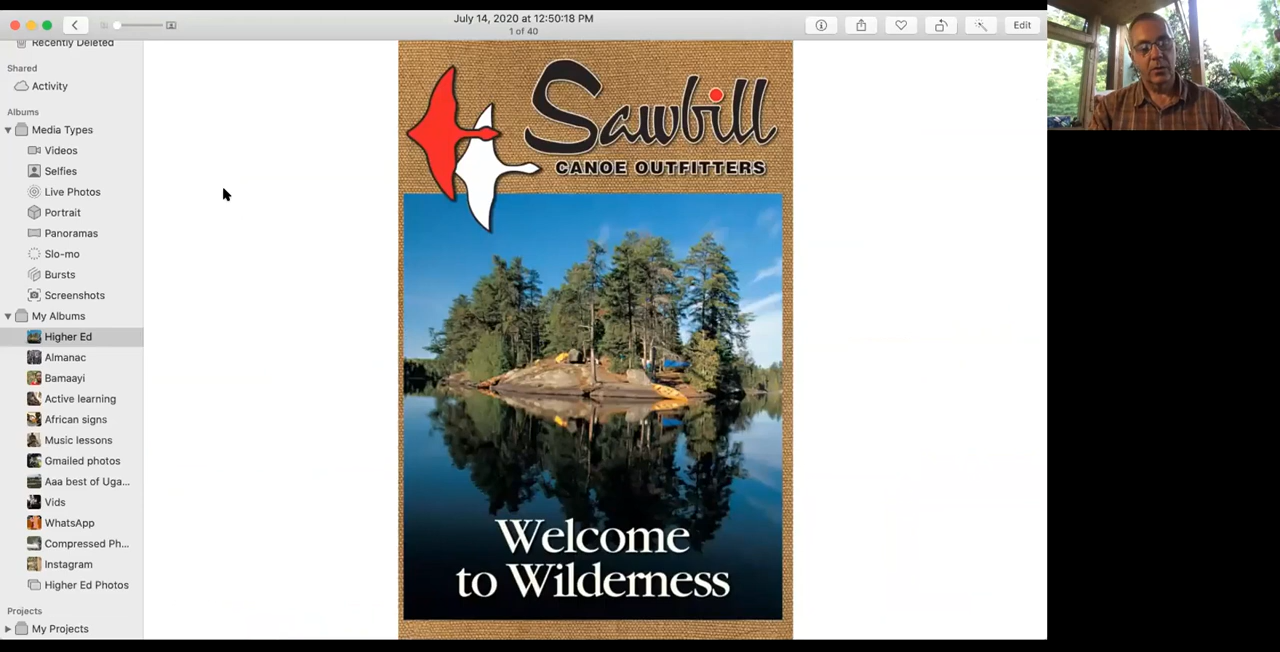 July 14, 2020 at 12:50:18 PM
1 of 40
Edit
Recently Deleted
Shared
Activity
Albums
Media Types
Videos
Selfies
Live Photos
Portrait
Panoramas
Slo-mo
Bursts
Screenshots
My Albums
Higher Ed
Almanac
Bamaayi
Active learning
African signs
Music lessons
Gmailed photos
Aaa best of Uga...
Vids
WhatsApp
Compressed Ph...
Instagram
Higher Ed Photos
Projects
My Projects
Sawbill
CANOE OUTFITTERS
Welcome
to Wilderness